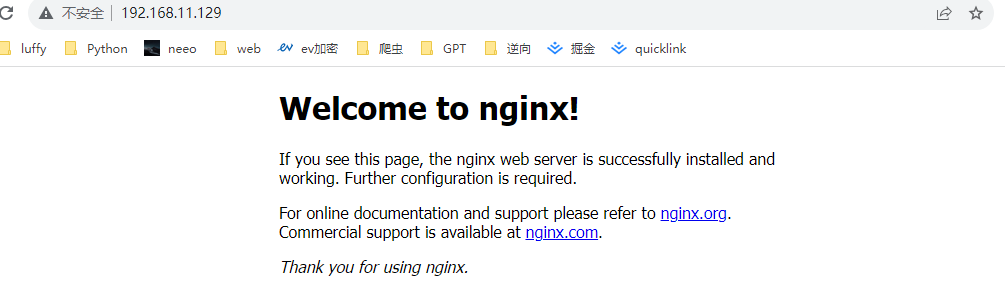 不安全 192.168.11.129
luffy Python neeo web ev ev加密 爬虫 GPT 逆向 掘金 quicklink
Welcome to nginx!
If you see this page, the nginx web server is successfully installed and
working. Further configuration is required.
For online documentation and support please refer to nginx.org.
Commercial support is available at nginx.com.
Thank you for using nginx.